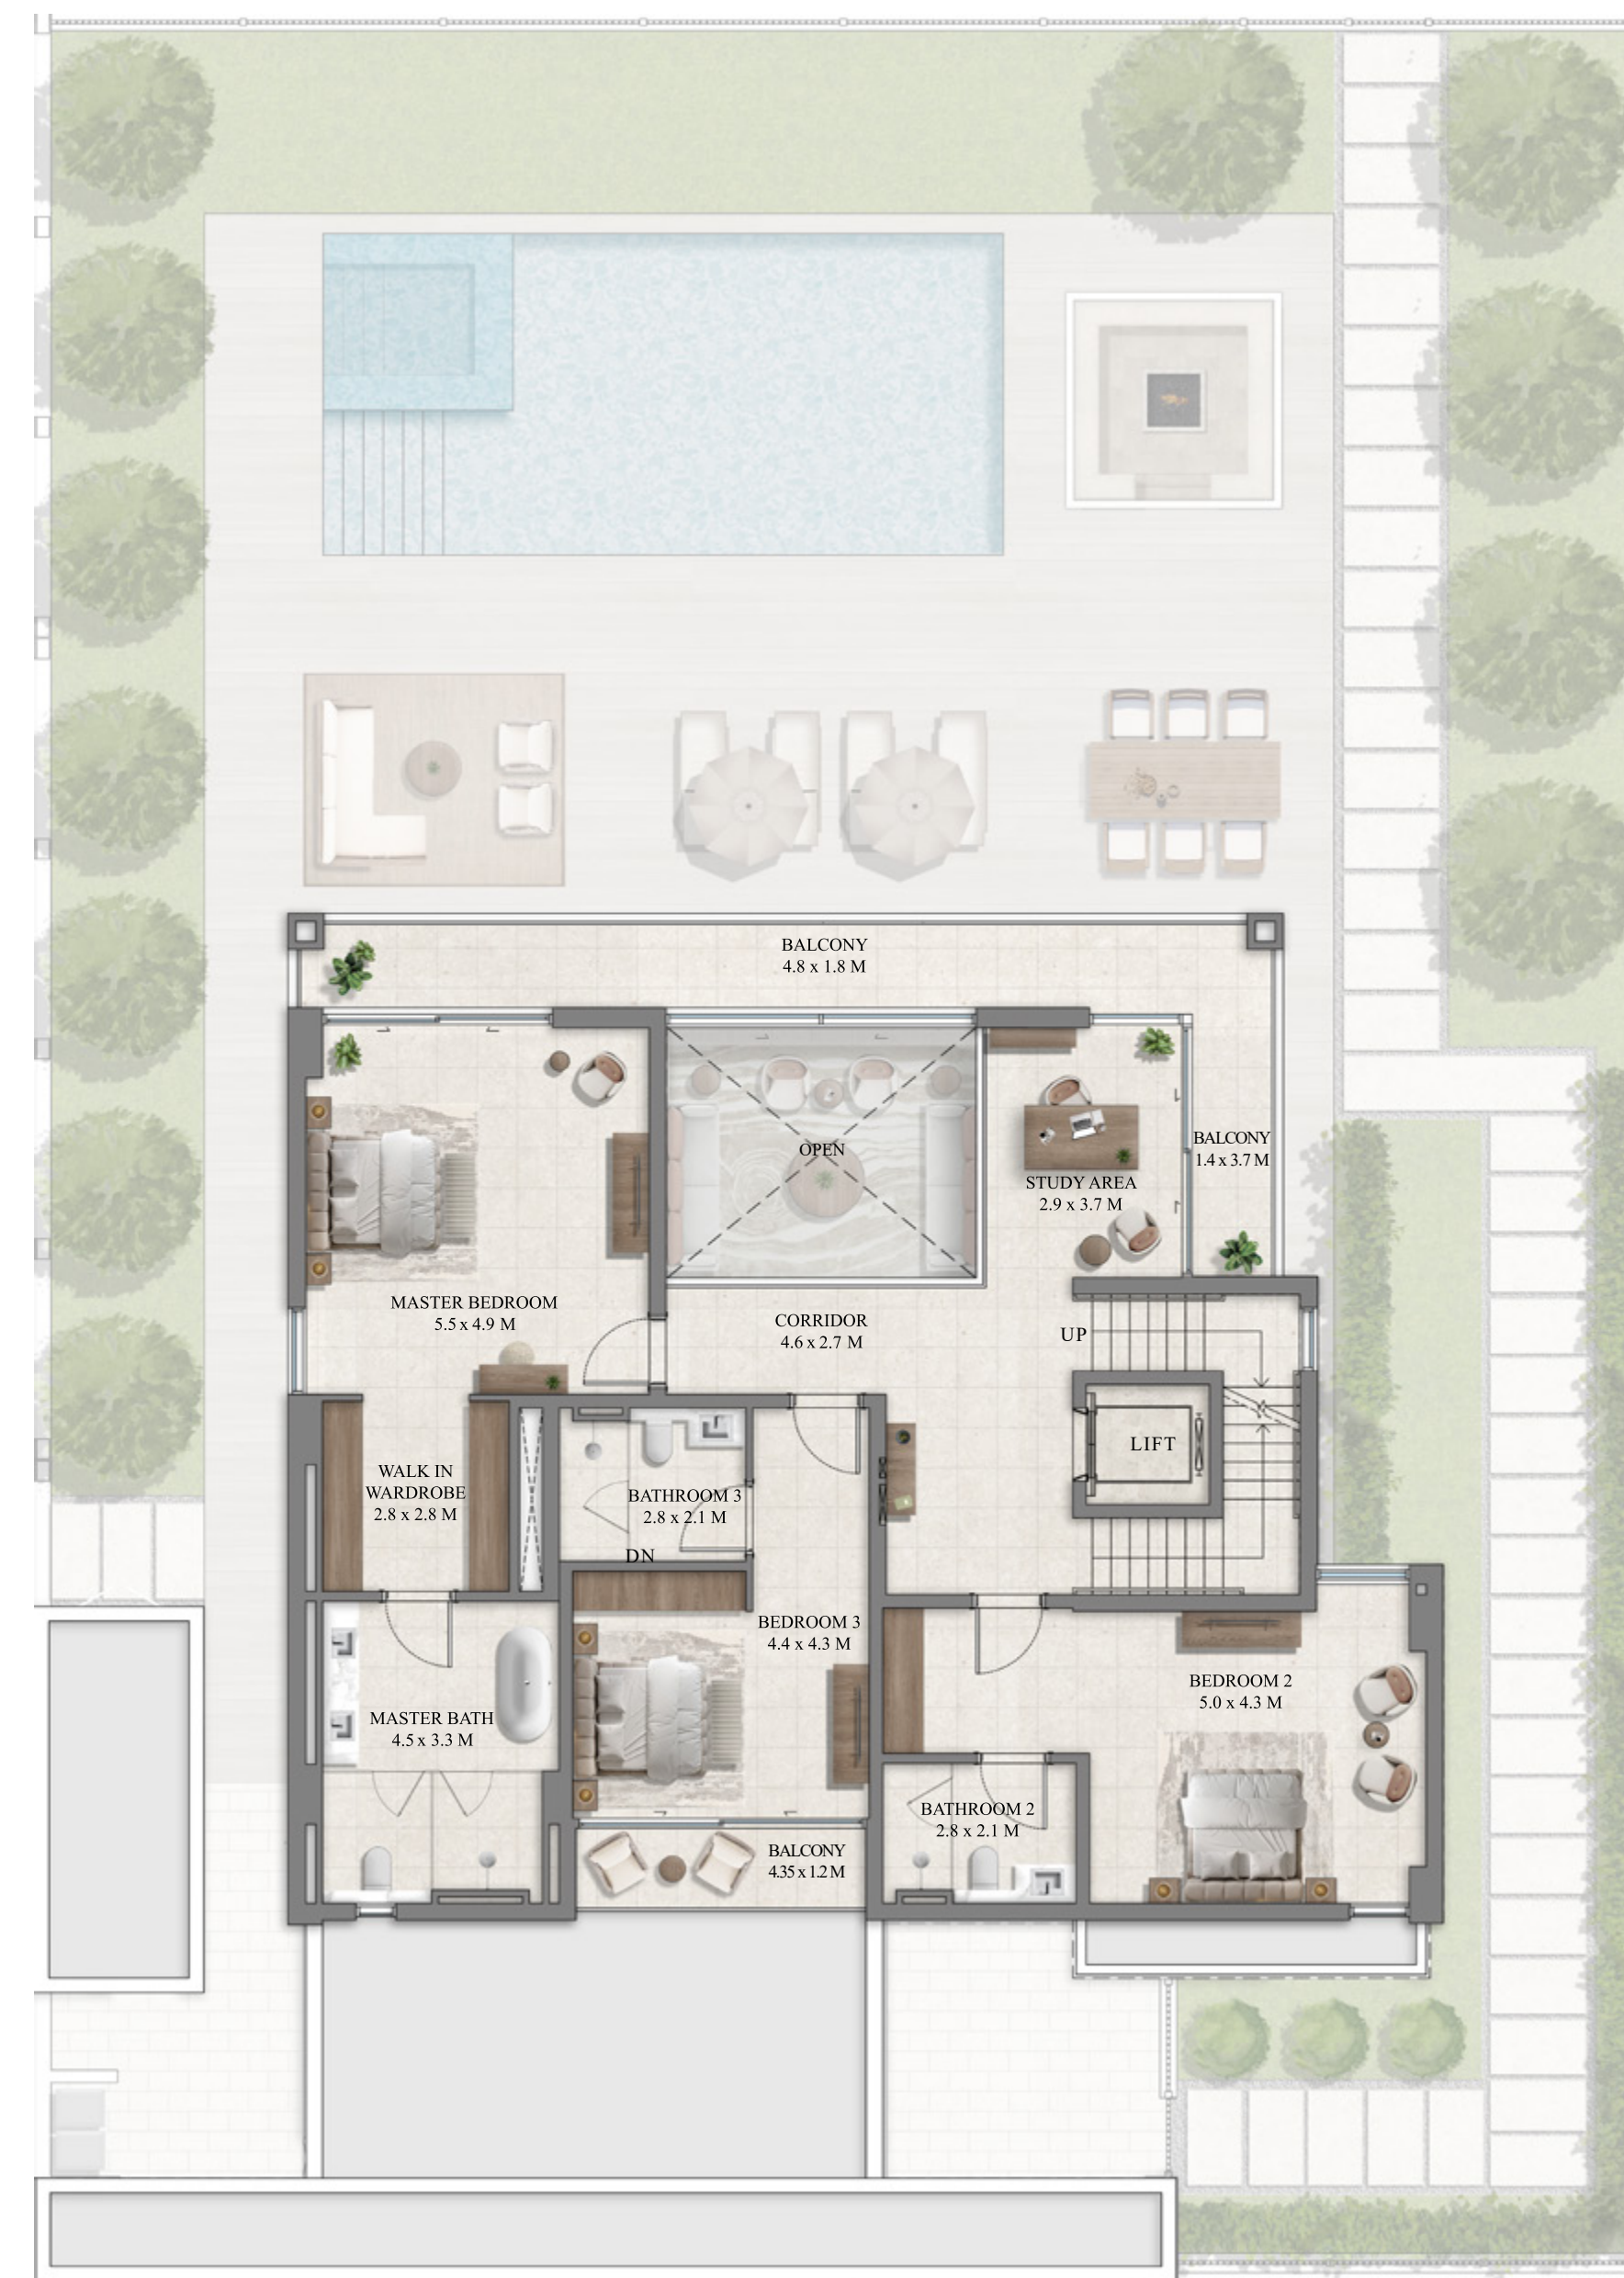 BALCONY
4.8 x 1.8 M
OPEN
BALCONY
1.4 x 3.7 M
STUDY AREA
2.9 x 3.7 M
MASTER BEDROOM
5.5 x 4.9 M
CORRIDOR
4.6 x 2.7 M
UP
LIFT
WALK IN
WARDROBE
2.8 x 2.8 M
BATHROOM 3
2.8 x 2.1 M
DN
BEDROOM 3
4.4 x 4.3 M
BEDROOM 2
5.0 x 4.3 M
MASTER BATH
4.5 x 3.3 M
BATHROOM 2
2.8 x 2.1 M
BALCONY
4.35 x 1.2 M